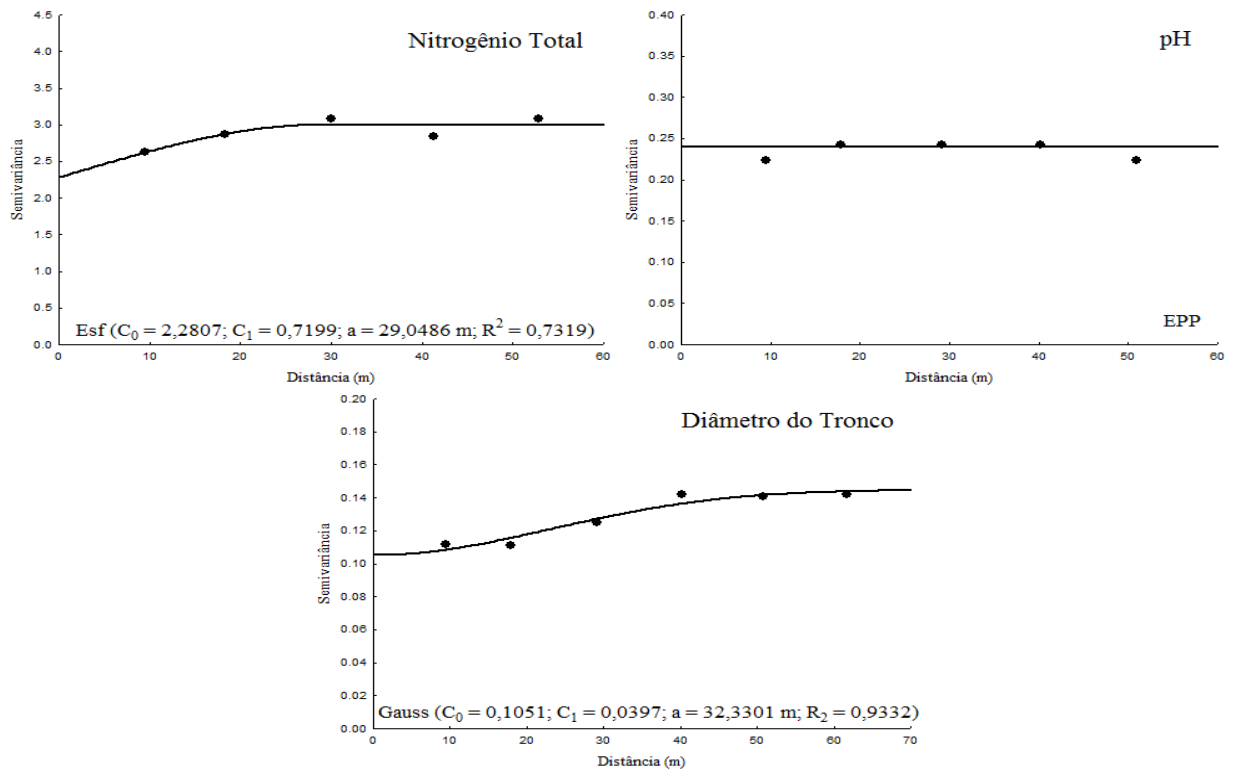 Nitrogênio Total
Semivariância
4.5
4.0
3.5
3.0
2.5
2.0
1.5
1.0
0.5
0.0
Esf (C0 = 2,2807; C1 = 0,7199; a = 29,0486 m; R2 = 0,7319)
0 10 20 30 40 50 60
Distância (m)
pH
Semivariância
0.40
0.35
0.30
0.25
0.20
0.15
0.10
0.05
0.00
EPP
0 10 20 30 40 50 60
Distância (m)
Diâmetro do Tronco
Semivariância
0.20
0.18
0.16
0.14
0.12
0.10
0.08
0.06
0.04
0.02
0.00
Gauss (C0 = 0,1051; C1 = 0,0397; a = 32,3301 m; R2 = 0,9332)
0 10 20 30 40 50 60 70
Distância (m)